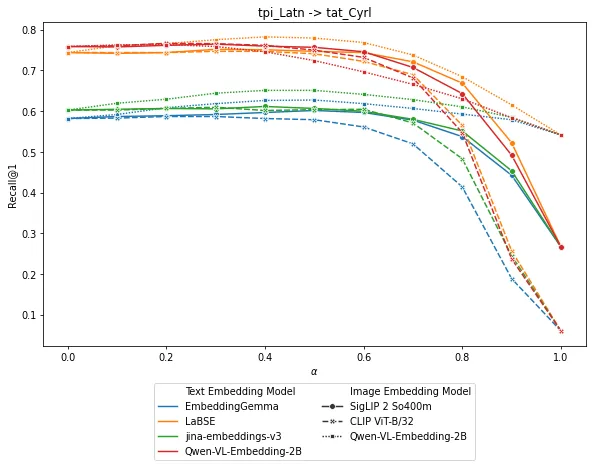 tpi_Latn -> tat_Cyrl
0.8
0.7
0.6
0.5
0.4
0.3
0.2
0.1
Recall@1
0.0 0.2 0.4 0.6 0.8 1.0
α
Text Embedding Model Image Embedding Model
EmbeddingGemma SigLIP 2 So400m
LaBSE CLIP ViT-B/32
jina-embeddings-v3 Qwen-VL-Embedding-2B
Qwen-VL-Embedding-2B